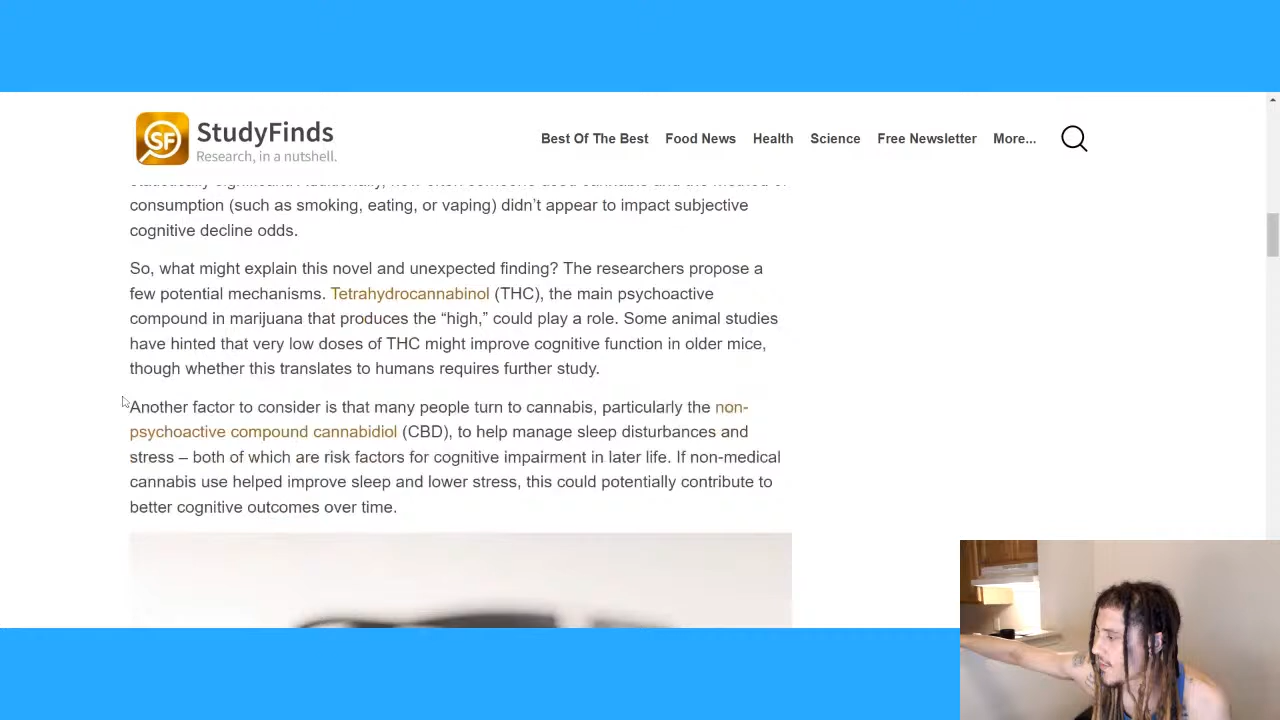 SF
StudyFinds
Research, in a nutshell.
Best Of The Best Food News Health Science Free Newsletter More...
consumption (such as smoking, eating, or vaping) didn’t appear to impact subjective
cognitive decline odds.
So, what might explain this novel and unexpected finding? The researchers propose a
few potential mechanisms. Tetrahydrocannabinol (THC), the main psychoactive
compound in marijuana that produces the “high,” could play a role. Some animal studies
have hinted that very low doses of THC might improve cognitive function in older mice,
though whether this translates to humans requires further study.
Another factor to consider is that many people turn to cannabis, particularly the non-
psychoactive compound cannabidiol (CBD), to help manage sleep disturbances and
stress – both of which are risk factors for cognitive impairment in later life. If non-medical
cannabis use helped improve sleep and lower stress, this could potentially contribute to
better cognitive outcomes over time.